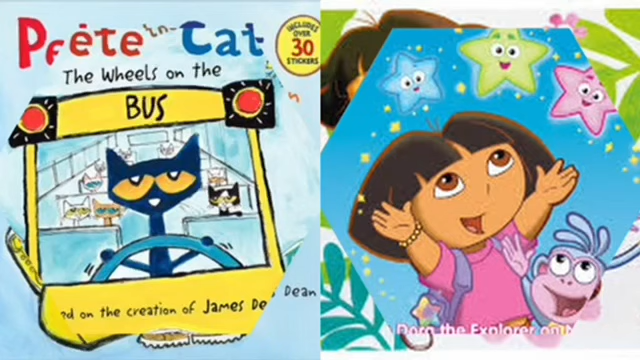 Pete Cat
INCLUDES
OVER
30
STICKERS
The Wheels on the
BUS
on the creation of James De Dean
Dora the Explorer